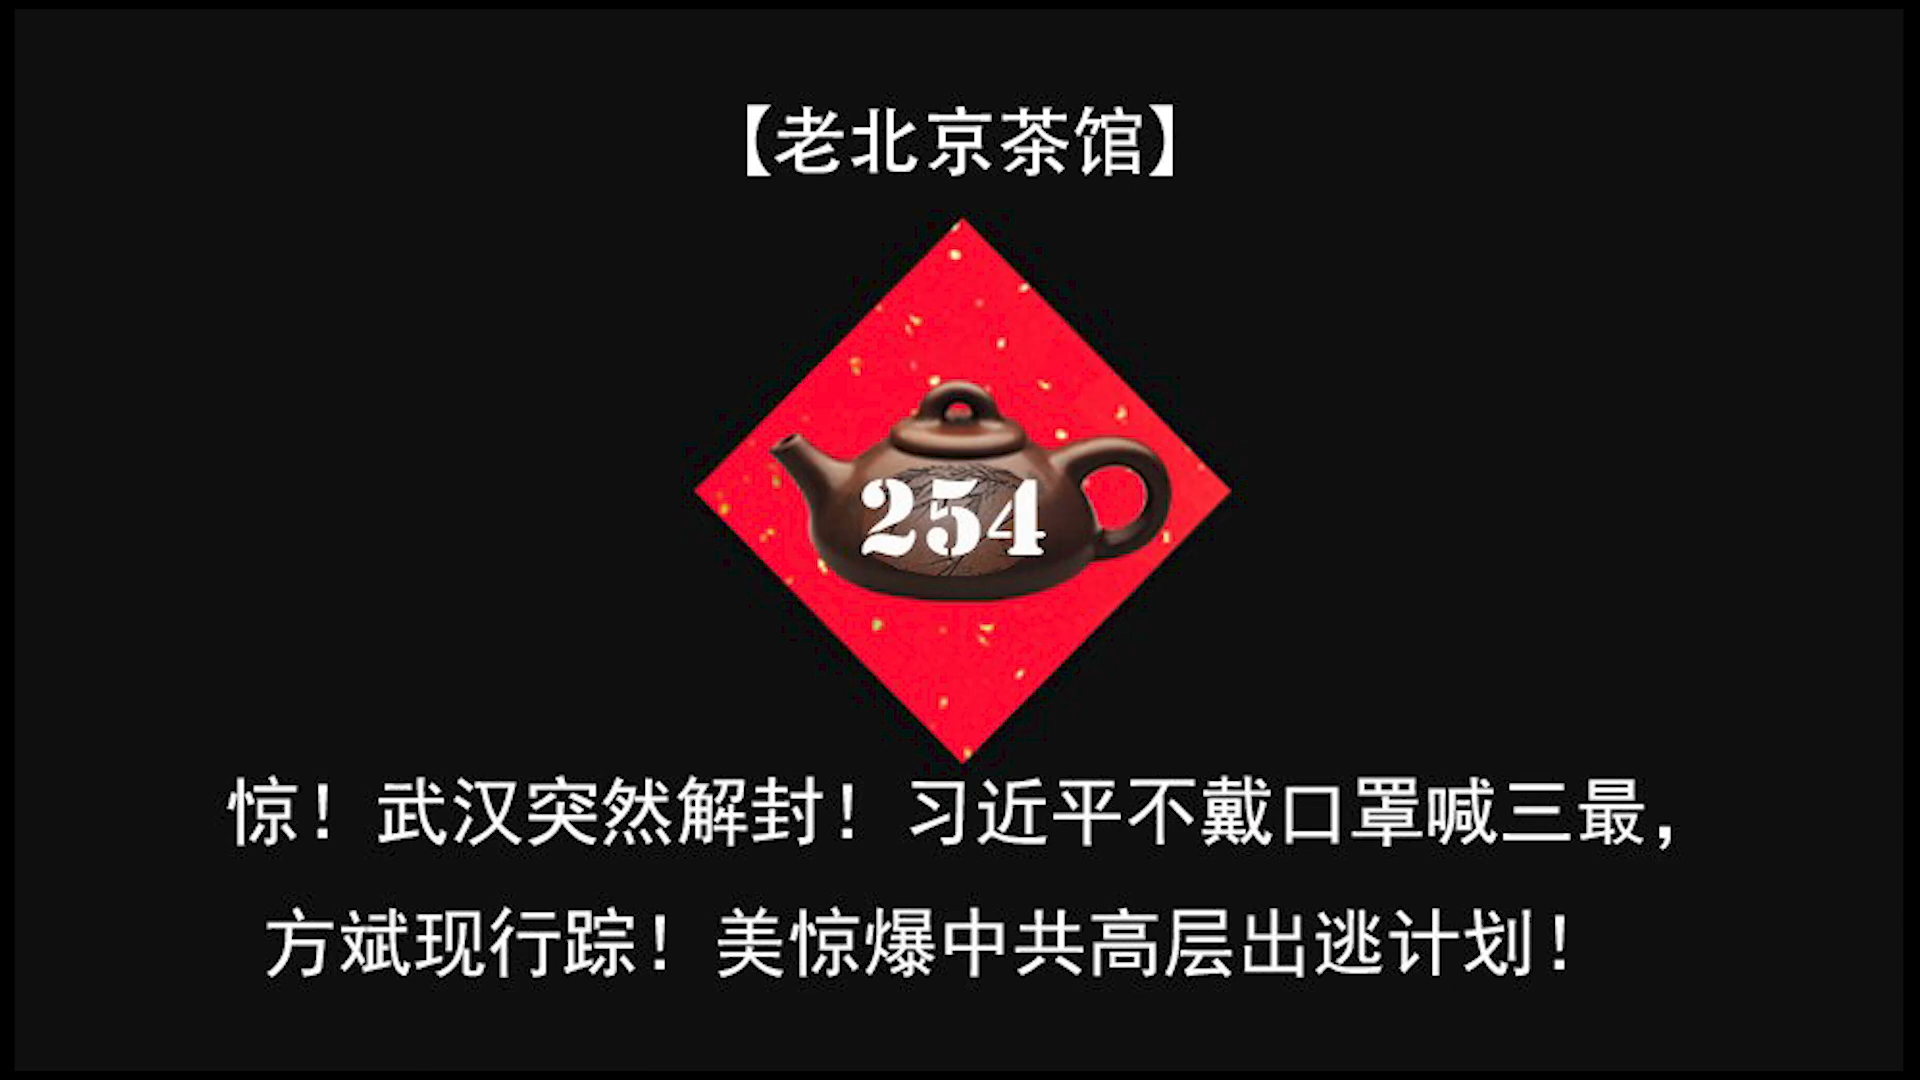 【老北京茶馆】
254
惊！武汉突然解封！习近平不戴口罩喊三最，
方斌现行踪！美惊爆中共高层出逃计划！